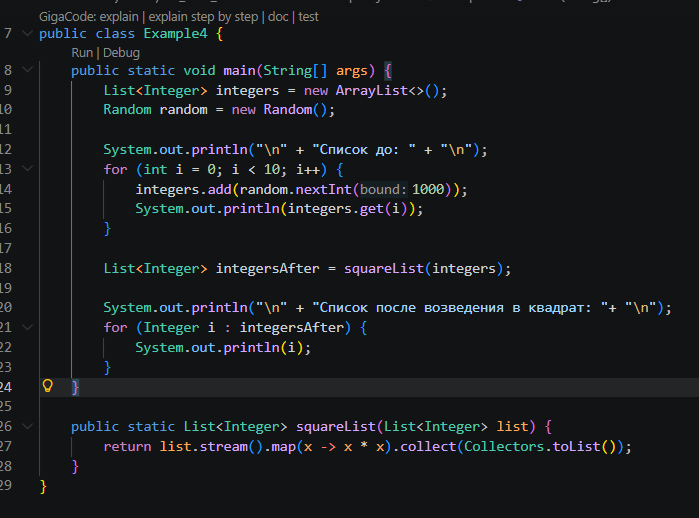 GigaCode: explain | explain step by step | doc | test
7 public class Example4 {
Run | Debug
8 public static void main(String[] args) {
9 List<Integer> integers = new ArrayList<>();
10 Random random = new Random();
11
12 System.out.println("\n" + "Список до: " + "\n");
13 for (int i = 0; i < 10; i++) {
14 integers.add(random.nextInt(bound: 1000));
15 System.out.println(integers.get(i));
16 }
17
18 List<Integer> integersAfter = squareList(integers);
19
20 System.out.println("\n" + "Список после возведения в квадрат: "+ "\n");
21 for (Integer i : integersAfter) {
22 System.out.println(i);
23 }
24 }
25
26 public static List<Integer> squareList(List<Integer> list) {
27 return list.stream().map(x -> x * x).collect(Collectors.toList());
28 }
29 }